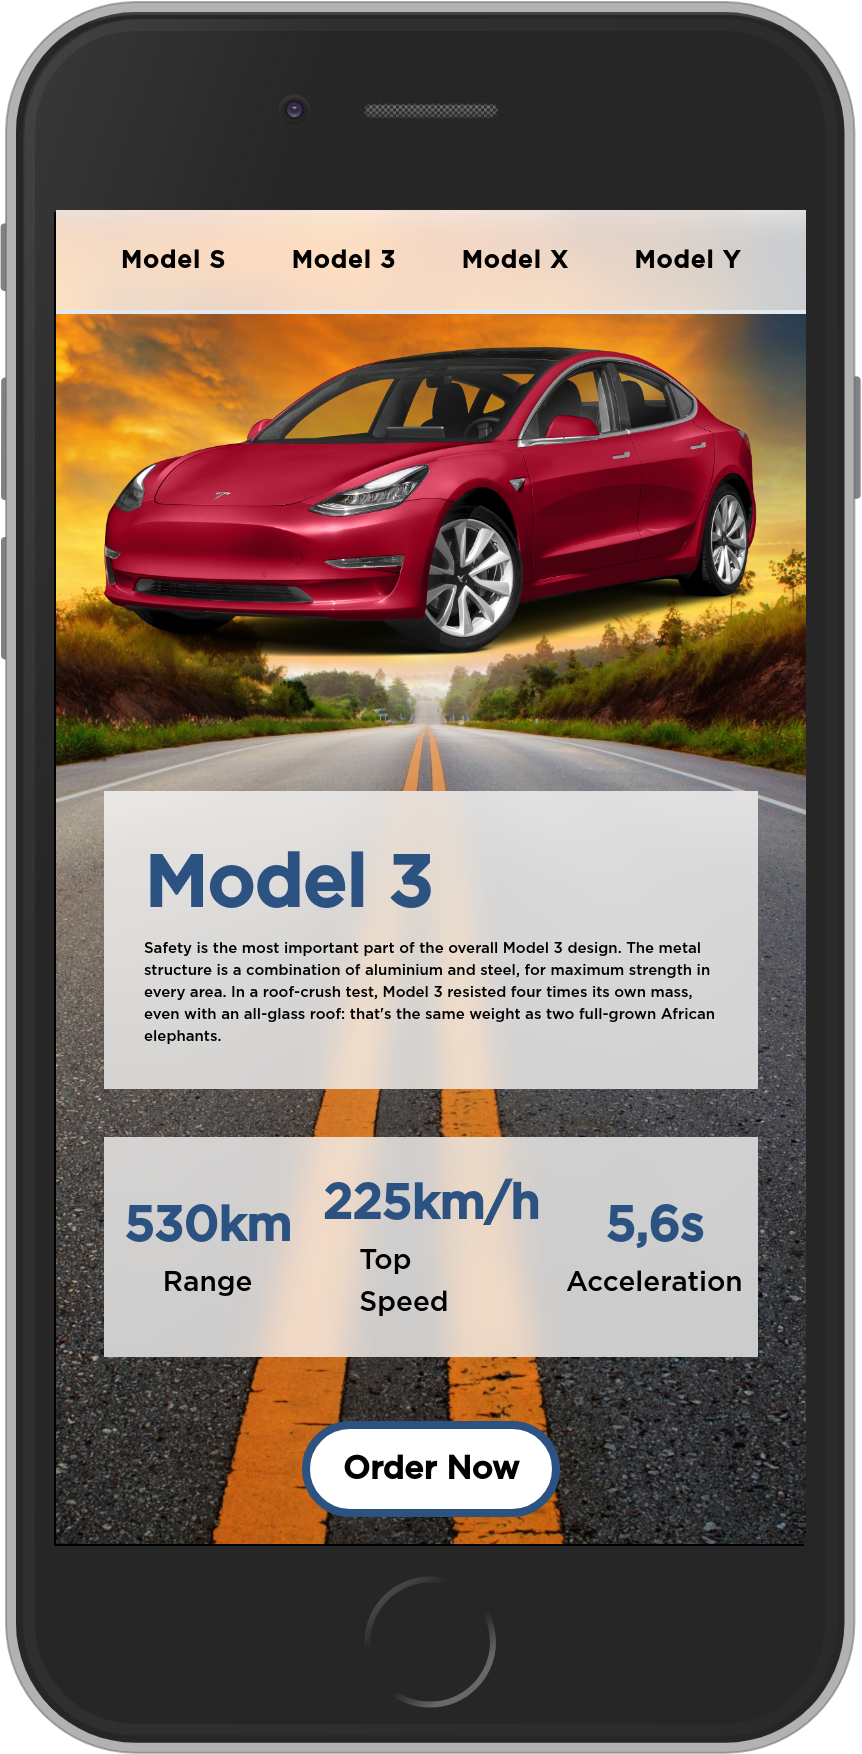 Model S Model 3 Model X Model Y
Model 3
Safety is the most important part of the overall Model 3 design. The metal
structure is a combination of aluminium and steel, for maximum strength in
every area. In a roof-crush test, Model 3 resisted four times its own mass,
even with an all-glass roof: that's the same weight as two full-grown African
elephants.
530km
Range
225km/h
Top
Speed
5,6s
Acceleration
Order Now